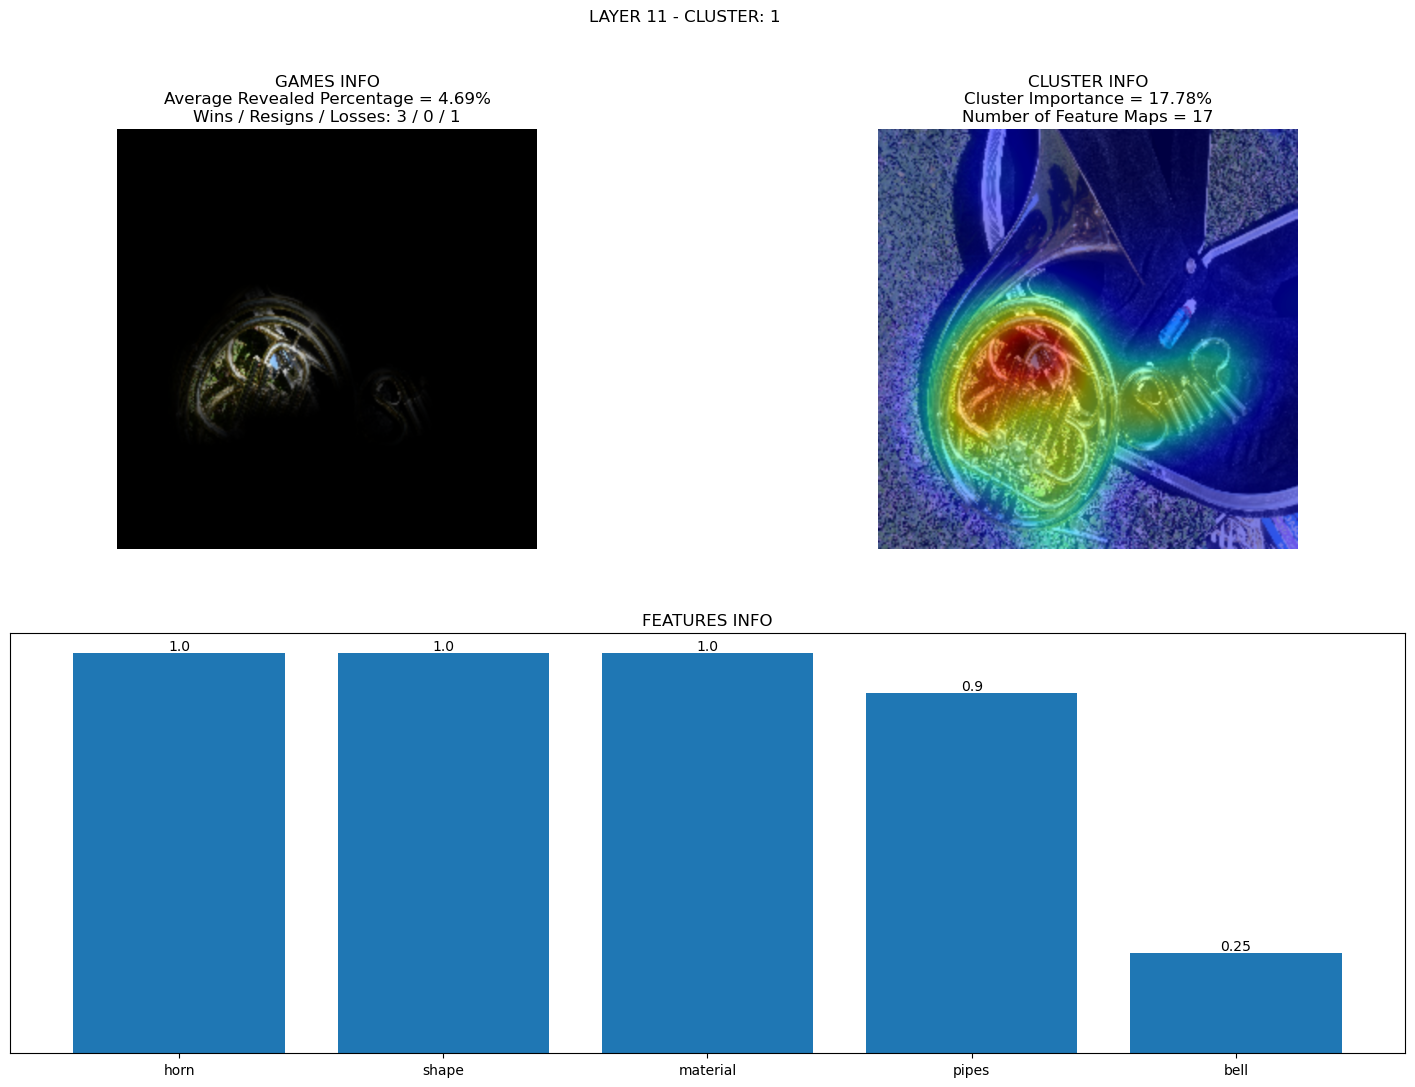 LAYER 11 - CLUSTER: 1
GAMES INFO
Average Revealed Percentage = 4.69%
Wins / Resigns / Losses: 3 / 0 / 1
CLUSTER INFO
Cluster Importance = 17.78%
Number of Feature Maps = 17
FEATURES INFO
1.0
1.0
1.0
0.9
0.25
horn
shape
material
pipes
bell